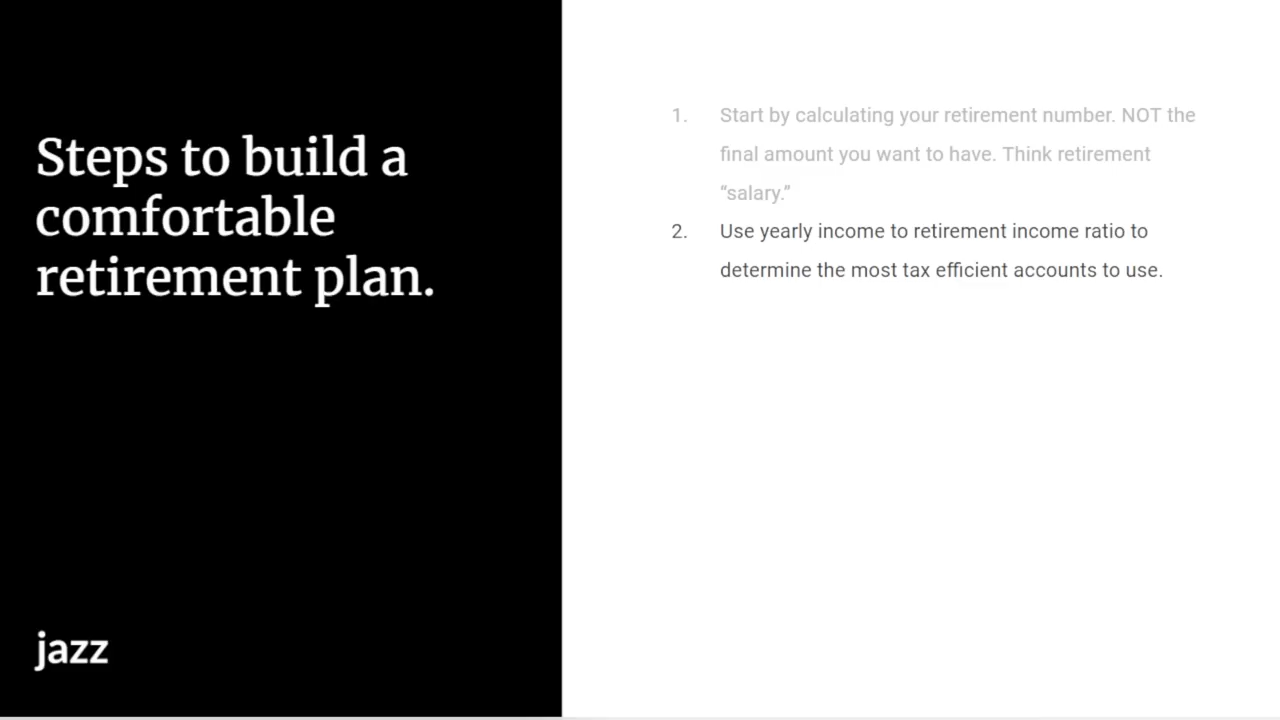 Steps to build a
comfortable
retirement plan.
jazz
1. Start by calculating your retirement number. NOT the
final amount you want to have. Think retirement
“salary.”
2. Use yearly income to retirement income ratio to
determine the most tax efficient accounts to use.